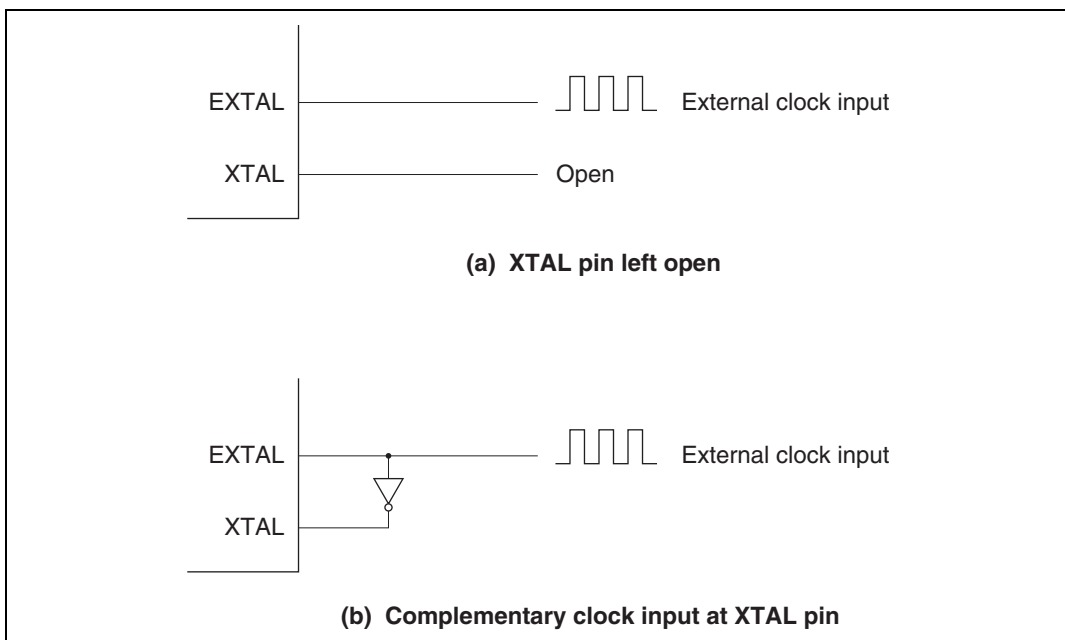 EXTAL
External clock input
XTAL
Open
(a) XTAL pin left open
EXTAL
External clock input
XTAL
(b) Complementary clock input at XTAL pin